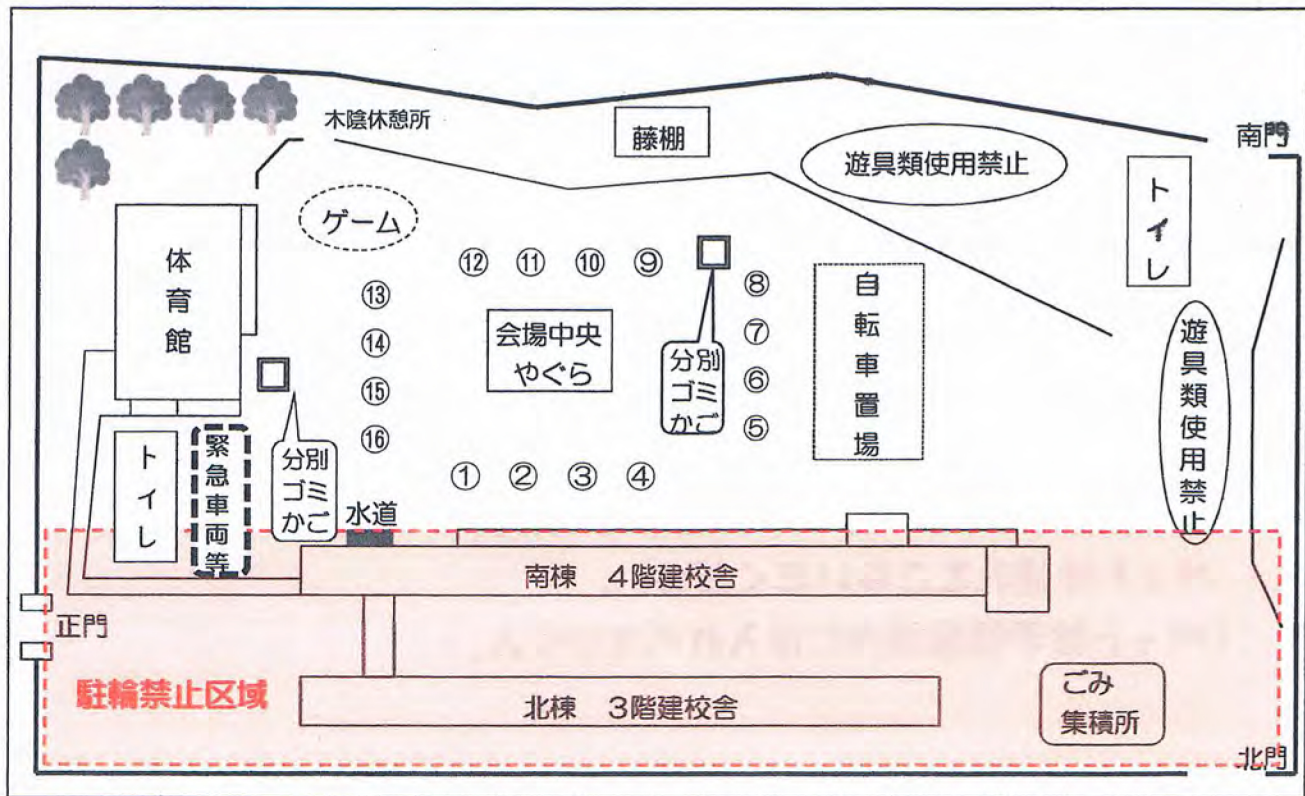 木陰休憩所
藤棚
遊具類使用禁止
南門
トイレ
ゲーム
体育館
⑫ ⑪ ⑩ ⑨
⑬
⑭
⑮
⑯
会場中央
やぐら
分別
ゴミ
かご
⑧
⑦
⑥
⑤
自転車置場
遊具類使用禁止
トイレ
緊急車両等
分別
ゴミ
かご
① ② ③ ④
水道
南棟 4階建校舎
正門
駐輪禁止区域
北棟 3階建校舎
ごみ
集積所
北門